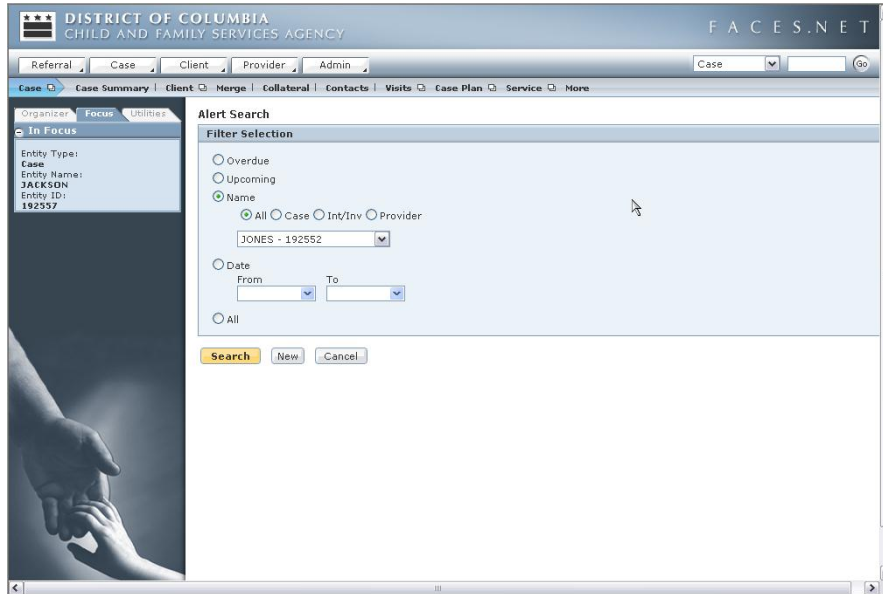 DISTRICT OF COLUMBIA
CHILD AND FAMILY SERVICES AGENCY
FACES.NET
Referral Case Client Provider Admin Case Go
Case Case Summary | Client Merge | Collateral | Contacts | Visits Case Plan Service More
Organizer Focus Utilities
In Focus
Entity Type:
Case
Entity Name:
JACKSON
Entity ID:
192557
Alert Search
Filter Selection
Overdue
Upcoming
Name
All Case Int/Inv Provider
JONES - 192552
Date
From To
All
Search New Cancel